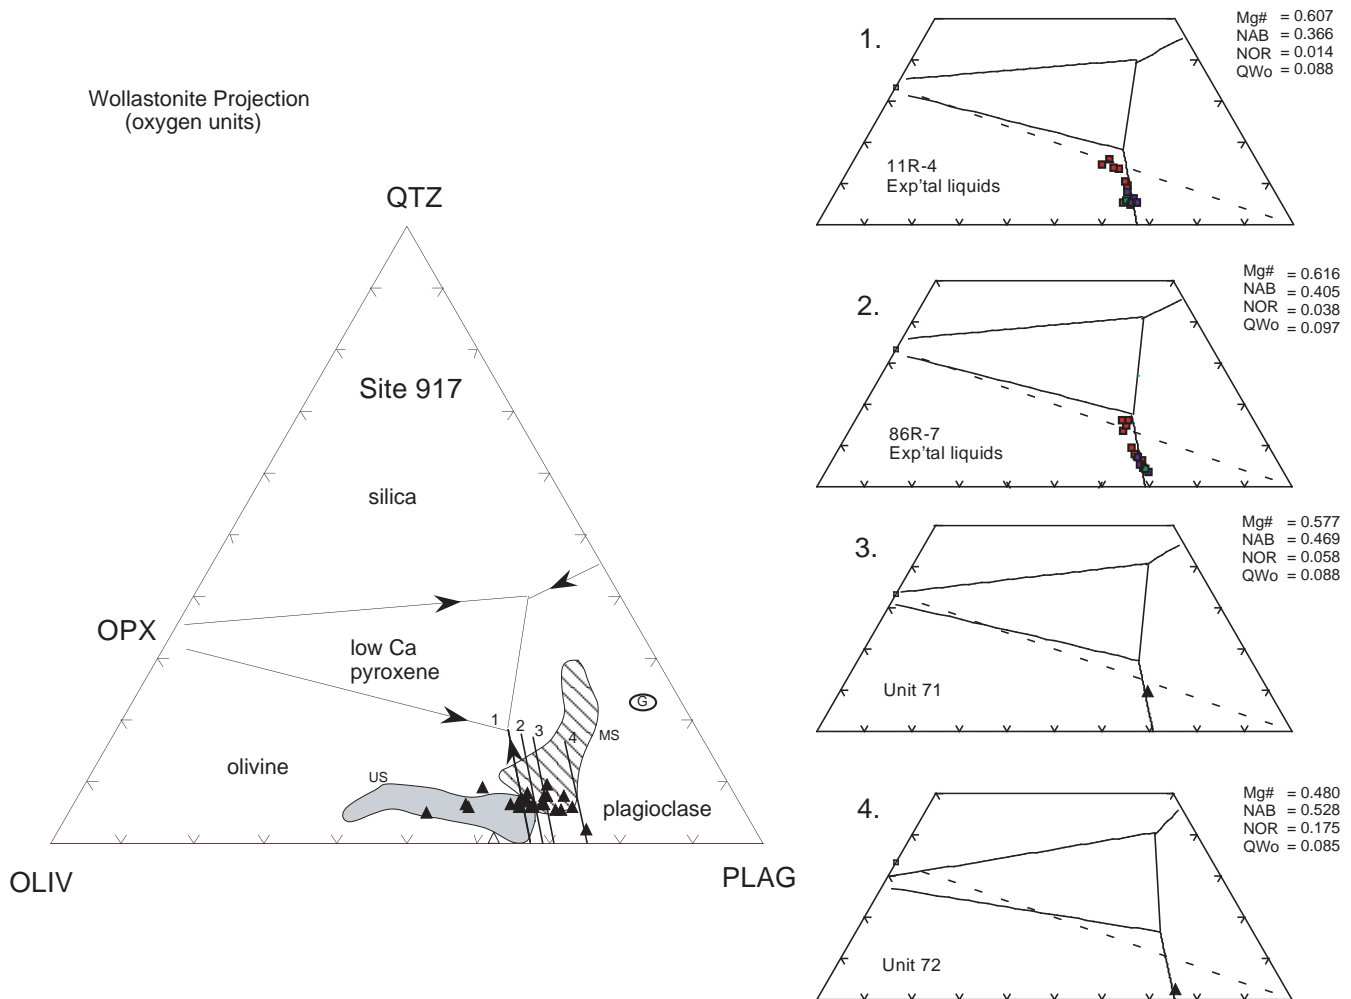 Wollastonite Projection
(oxygen units)
QTZ
Site 917
silica
OPX
low Ca
pyroxene
G
1
2
3
4
MS
olivine
US
plagioclase
OLIV
PLAG
1.
Mg# = 0.607
NAB = 0.366
NOR = 0.014
QWo = 0.088
11R-4
Exp'tal liquids
2.
Mg# = 0.616
NAB = 0.405
NOR = 0.038
QWo = 0.097
86R-7
Exp'tal liquids
3.
Mg# = 0.577
NAB = 0.469
NOR = 0.058
QWo = 0.088
Unit 71
4.
Mg# = 0.480
NAB = 0.528
NOR = 0.175
QWo = 0.085
Unit 72